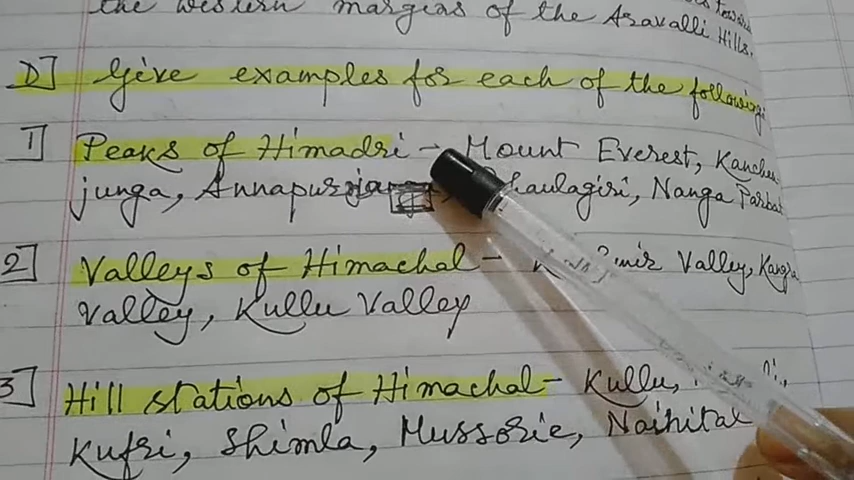 the western margins of the Aravalli Hills.
D] Give examples for each of the following:
1] Peaks of Himadri - Mount Everest, Kanchen
junga, Annapurna, Dhaulagiri, Nanga Parbat
2] Valleys of Himachal - Valley, Kangra
Valley, Kullu Valley
3] Hill stations of Himachal - Kullu,
Kufri, Shimla, Mussorie, Nainital